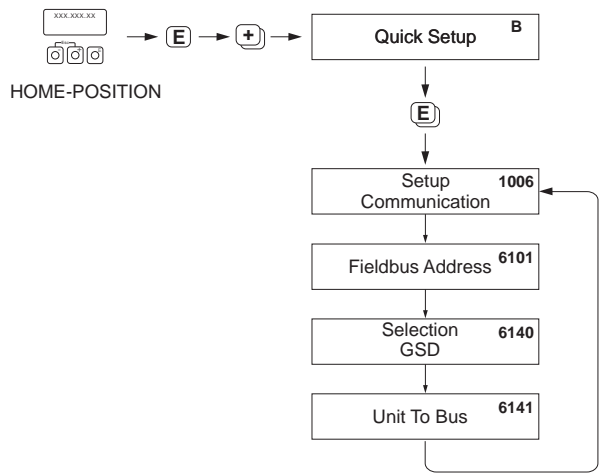 XXX.XXX.XX
Esc
E
+
Quick Setup B
HOME-POSITION
E
Setup 1006
Communication
Fieldbus Address 6101
Selection 6140
GSD
Unit To Bus 6141